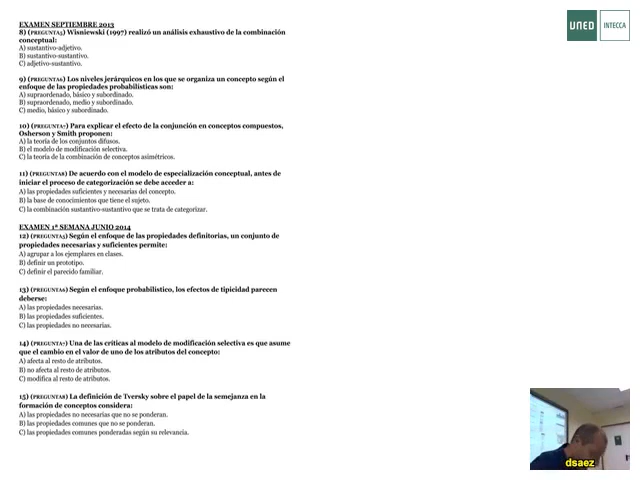 EXAMEN SEPTIEMBRE 2013
8) (PREGUNTA5) Wisniewski (1997) realizó un análisis exhaustivo de la combinación
conceptual:
A) sustantivo-adjetivo.
B) sustantivo-sustantivo.
C) adjetivo-sustantivo.
9) (PREGUNTA6) Los niveles jerárquicos en los que se organiza un concepto según el
enfoque de las propiedades probabilísticas son:
A) supraordenado, básico y subordinado.
B) supraordenado, medio y subordinado.
C) medio, básico y subordinado.
10) (PREGUNTA7) Para explicar el efecto de la conjunción en conceptos compuestos,
Osherson y Smith proponen:
A) la teoría de los conjuntos difusos.
B) el modelo de modificación selectiva.
C) la teoría de la combinación de conceptos asimétricos.
11) (PREGUNTA8) De acuerdo con el modelo de especialización conceptual, antes de
iniciar el proceso de categorización se debe acceder a:
A) las propiedades suficientes y necesarias del concepto.
B) la base de conocimientos que tiene el sujeto.
C) la combinación sustantivo-sustantivo que se trata de categorizar.
EXAMEN 1ª SEMANA JUNIO 2014
12) (PREGUNTA5) Según el enfoque de las propiedades definitorias, un conjunto de
propiedades necesarias y suficientes permite:
A) agrupar a los ejemplares en clases.
B) definir un prototipo.
C) definir el parecido familiar.
13) (PREGUNTA6) Según el enfoque probabilístico, los efectos de tipicidad parecen
deberse:
A) las propiedades necesarias.
B) las propiedades suficientes.
C) las propiedades no necesarias.
14) (PREGUNTA7) Una de las críticas al modelo de modificación selectiva es que asume
que el cambio en el valor de uno de los atributos del concepto:
A) afecta al resto de atributos.
B) no afecta al resto de atributos.
C) modifica al resto de atributos.
15) (PREGUNTA8) La definición de Tversky sobre el papel de la semejanza en la
formación de conceptos considera:
A) las propiedades no necesarias que no se ponderan.
B) las propiedades comunes que no se ponderan.
C) las propiedades comunes ponderadas según su relevancia.
UNED
INTECCA
dsaez